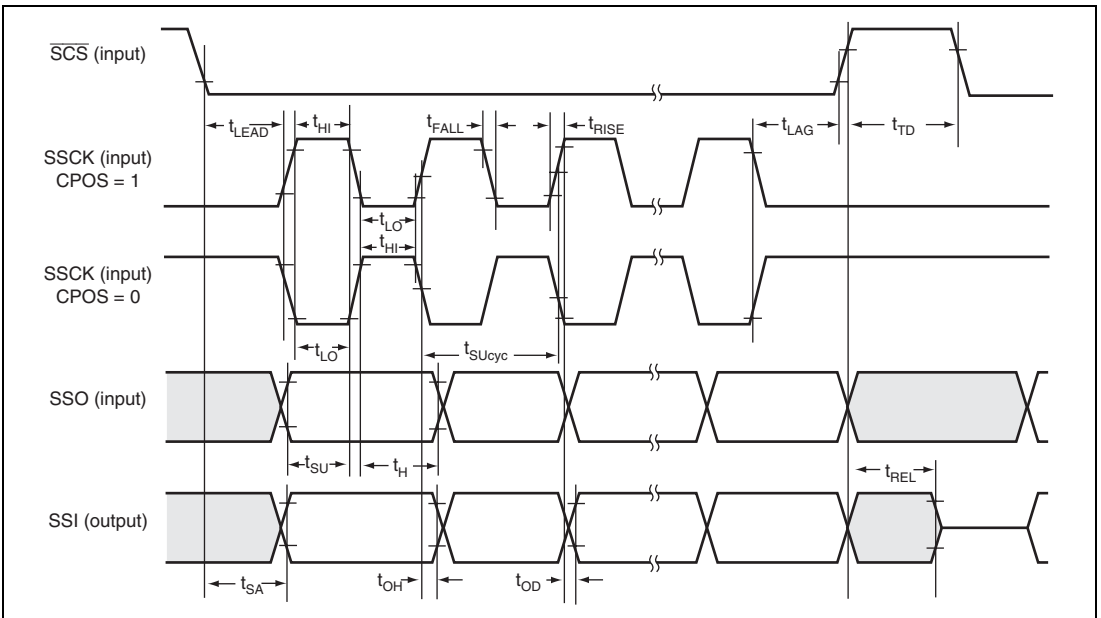 SCS (input)
tLEAD
tHI
tFALL
tRISE
tLAG
tTD
SSCK (input)
CPOS = 1
tLO
tHI
SSCK (input)
CPOS = 0
tLO
tSUcyc
SSO (input)
tSU
tH
tREL
SSI (output)
tSA
tOH
tOD